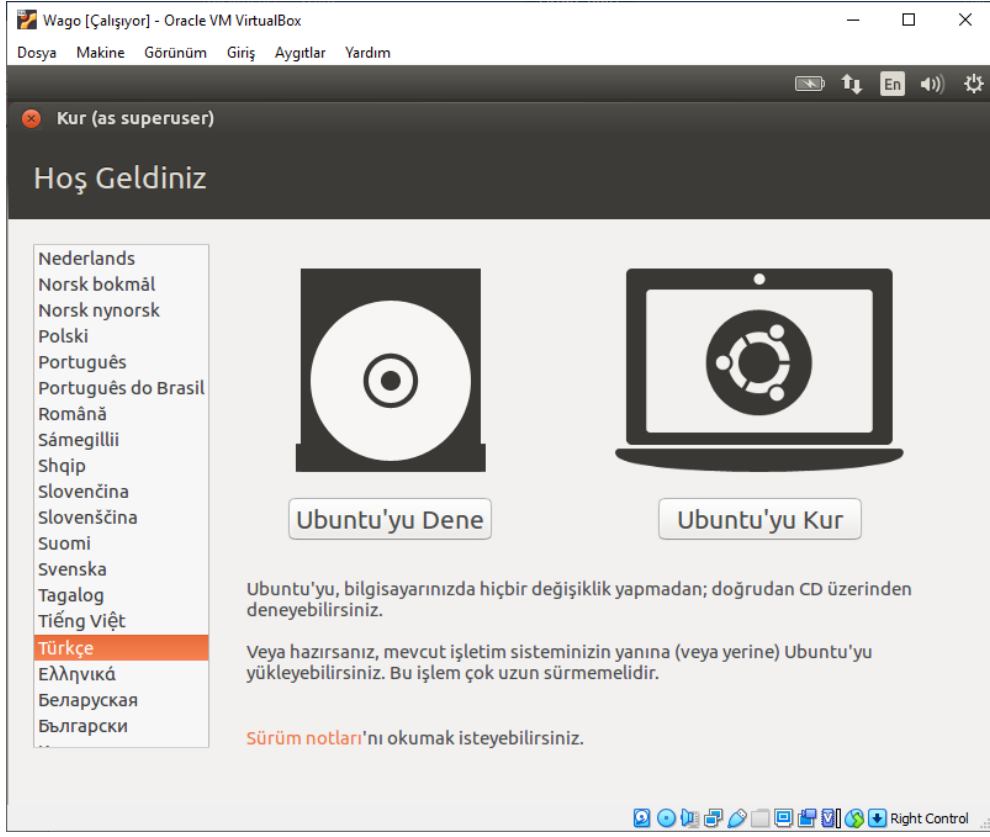 Wago [Çalışıyor] - Oracle VM VirtualBox
Dosya Makine Görünüm Giriş Aygıtlar Yardım
En
Kur (as superuser)
Hoş Geldiniz
Nederlands
Norsk bokmål
Norsk nynorsk
Polski
Português
Português do Brasil
Română
Sámegillii
Shqip
Slovenčina
Slovenščina
Suomi
Svenska
Tagalog
Tiếng Việt
Türkçe
Ελληνικά
Беларуская
Български
Ubuntu'yu Dene
Ubuntu'yu Kur
Ubuntu'yu, bilgisayarınızda hiçbir değişiklik yapmadan; doğrudan CD üzerinden
deneyebilirsiniz.
Veya hazırsanız, mevcut işletim sisteminizin yanına (veya yerine) Ubuntu'yu
yükleyebilirsiniz. Bu işlem çok uzun sürmemelidir.
Sürüm notları'nı okumak isteyebilirsiniz.
Right Control